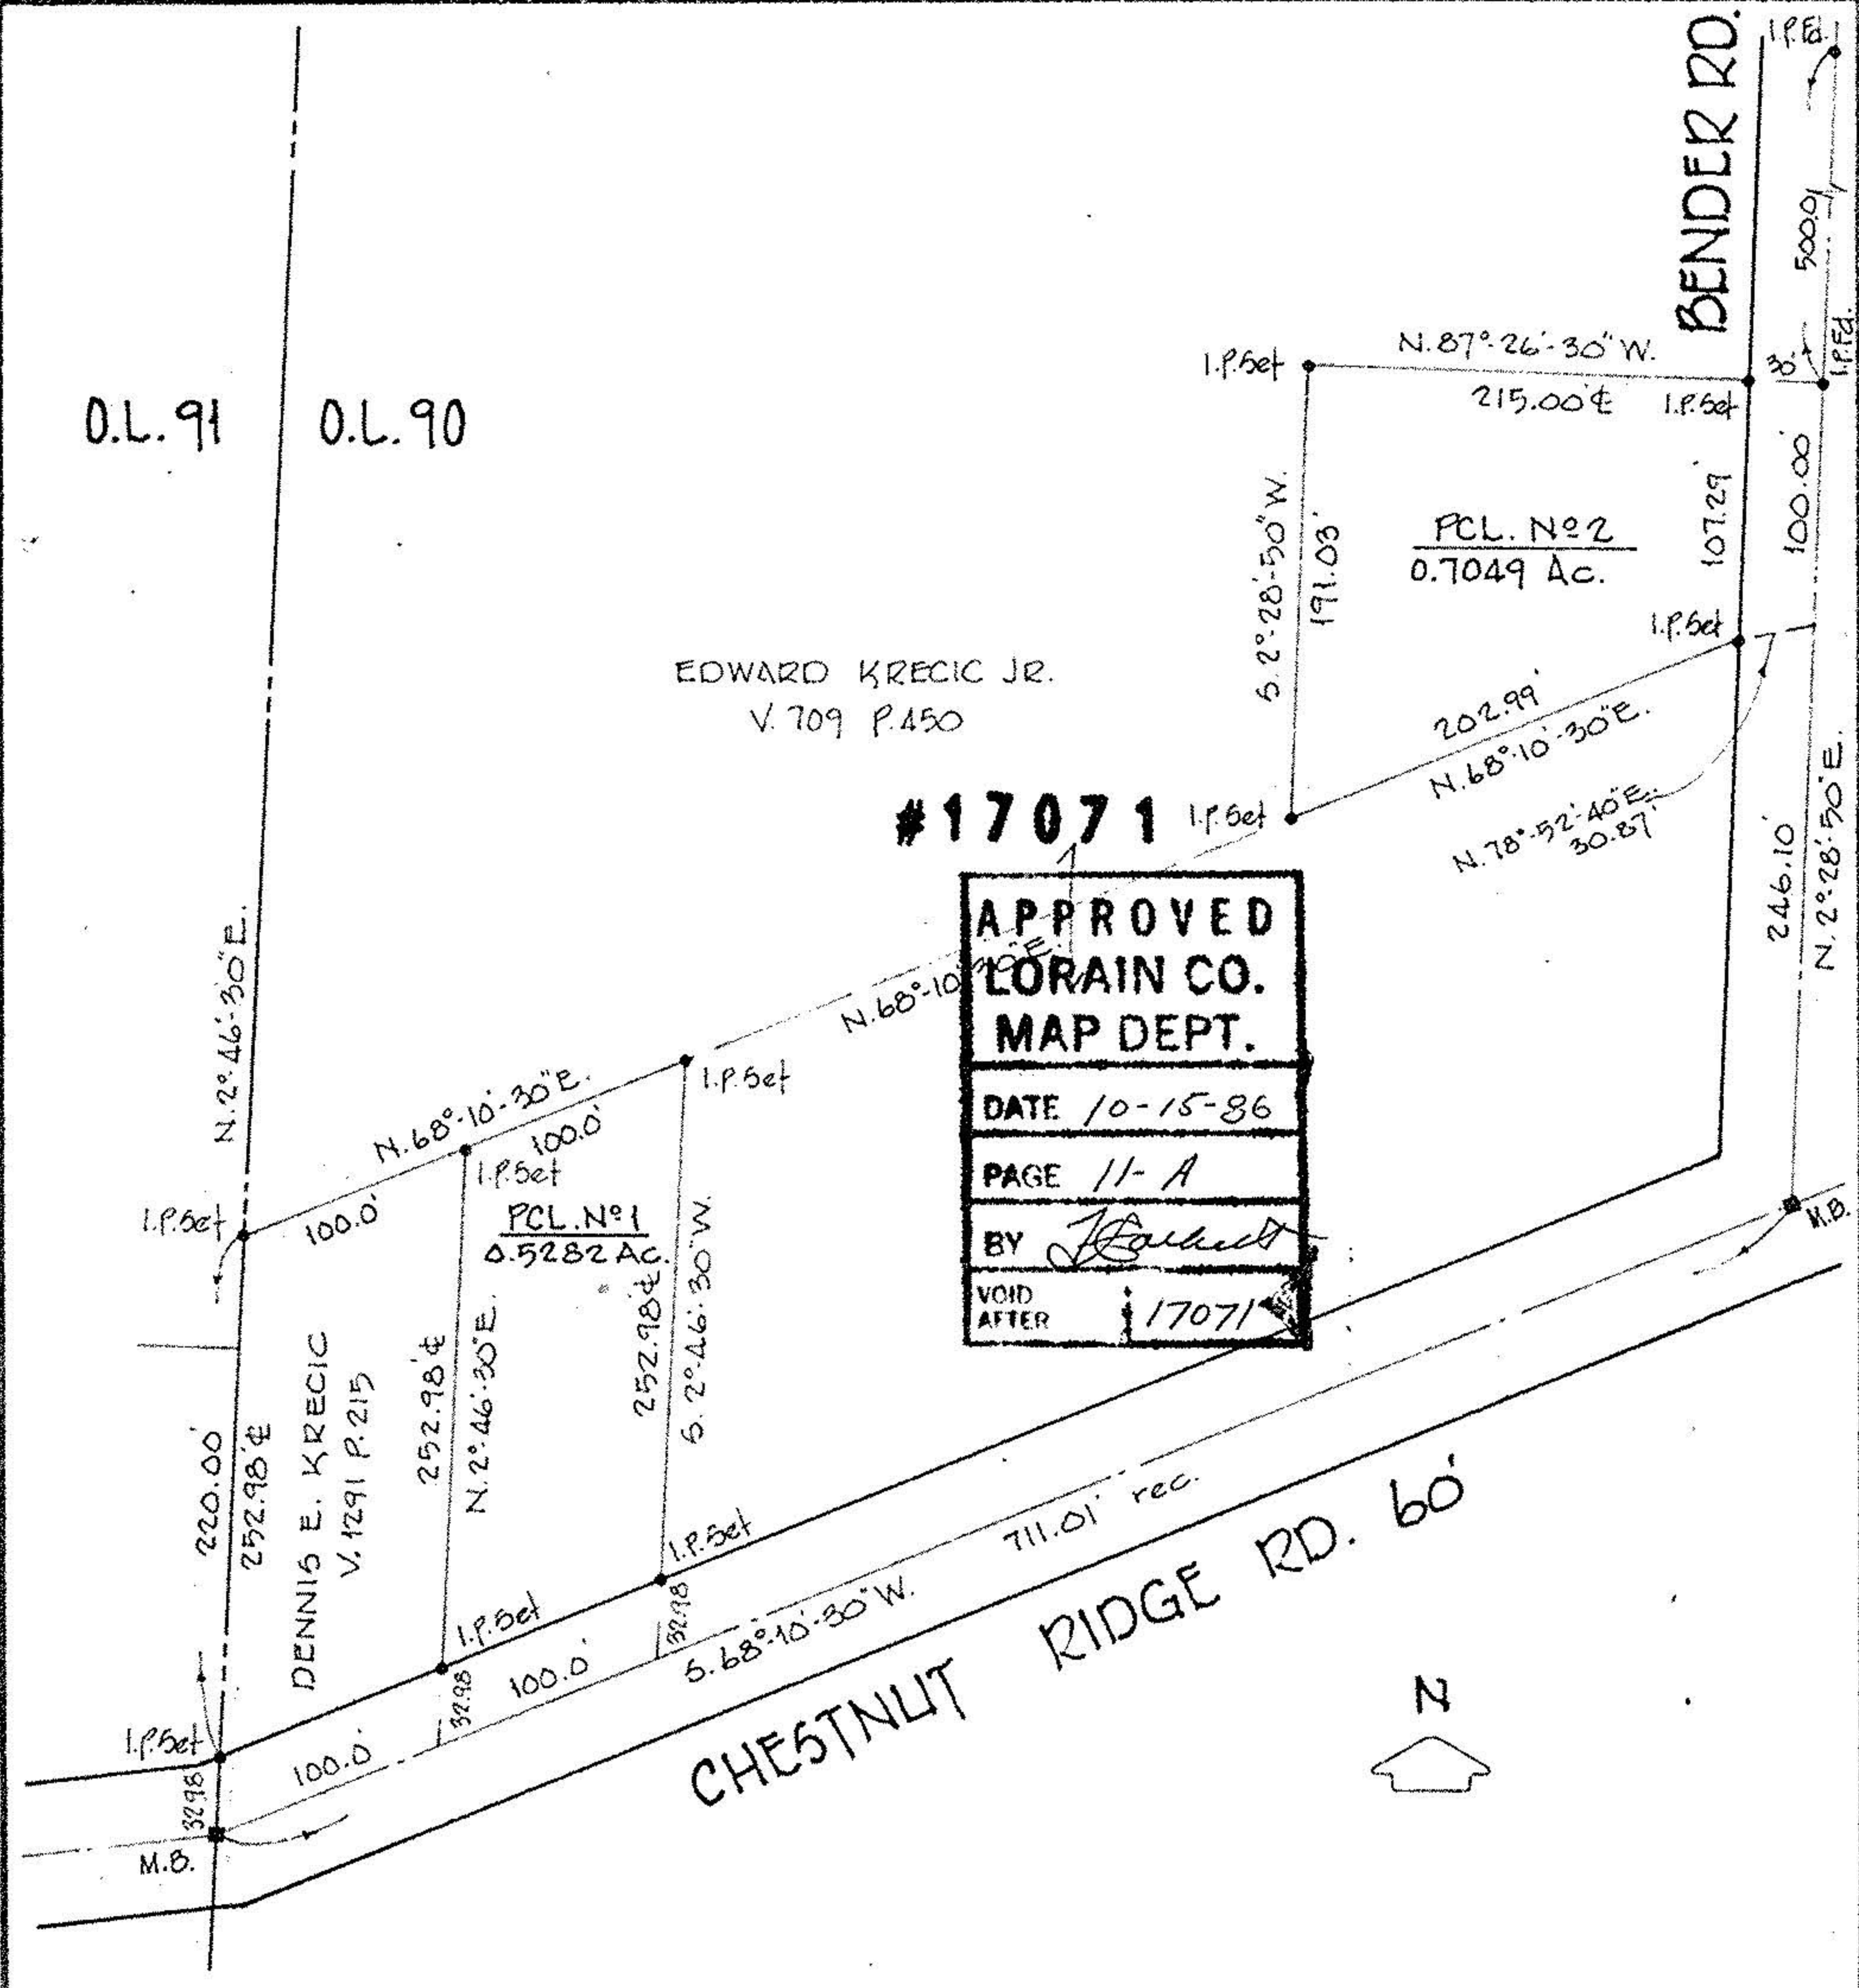 BENDER RD.
I.P.Fd.
500.01
I.P.Fd.
30'
O.L. 91
O.L. 90
I.P.Set
N.87°-26'-30"W.
215.00'℄
I.P.Set
S.2°-28'-50"W.
191.03'
PCL. Nº2
0.7049 Ac.
107.29'
100.00'
I.P.Set
EDWARD KRECIC JR.
V. 709 P.450
202.99'
N.68°-10'-30"E.
N.78°-52'-40"E.
30.87'
246.10'
N.2°-28'-50"E.
#17071
I.P.Set
APPROVED
LORAIN CO.
MAP DEPT.
DATE 10-15-86
PAGE 11-A
BY
VOID
AFTER 17071
N.68°-10'-30"E.
N.2°-46'-30"E.
N.68°-10'-30"E.
100.0'
I.P.Set
I.P.Set
I.P.Set
100.0'
PCL. Nº1
0.5282 Ac.
252.98'℄
N.2°-46'-30"E.
252.98'℄
S.2°-46'-30"W.
220.00'
252.98'℄
DENNIS E. KRECIC
V.1291 P.215
M.B.
I.P.Set
I.P.Set
I.P.Set
32.98
32.98
32.98
100.0'
100.0'
S.68°-10'-30"W.
711.01' rec.
CHESTNUT RIDGE RD. 60'
M.B.
N